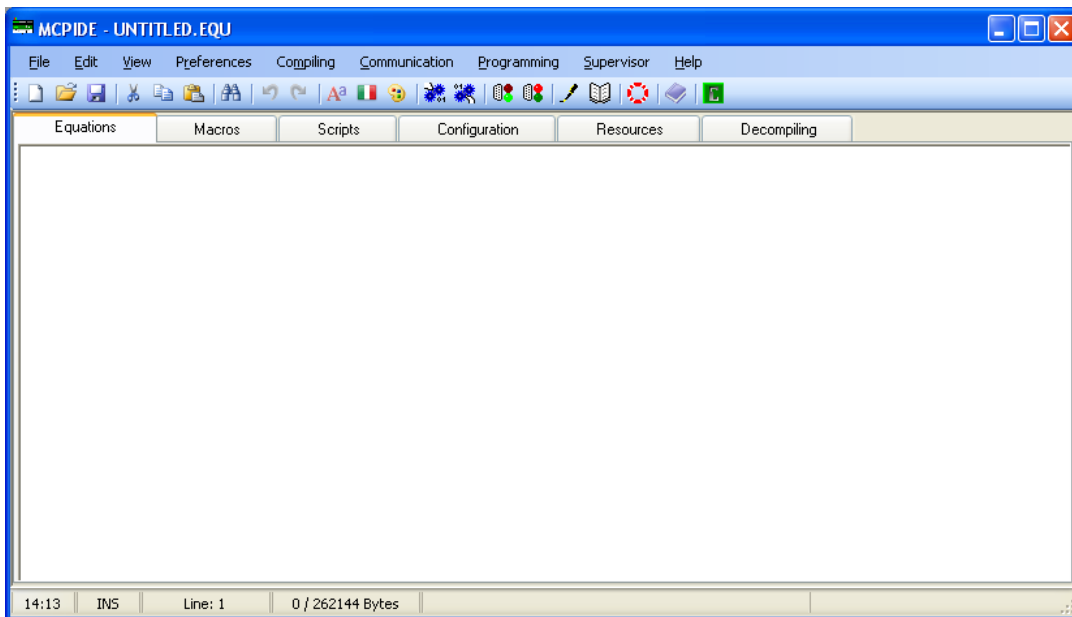 MCPIDE - UNTITLED.EQU
File Edit View Preferences Compiling Communication Programming Supervisor Help
Equations Macros Scripts Configuration Resources Decompiling
14:13 INS Line: 1 0 / 262144 Bytes